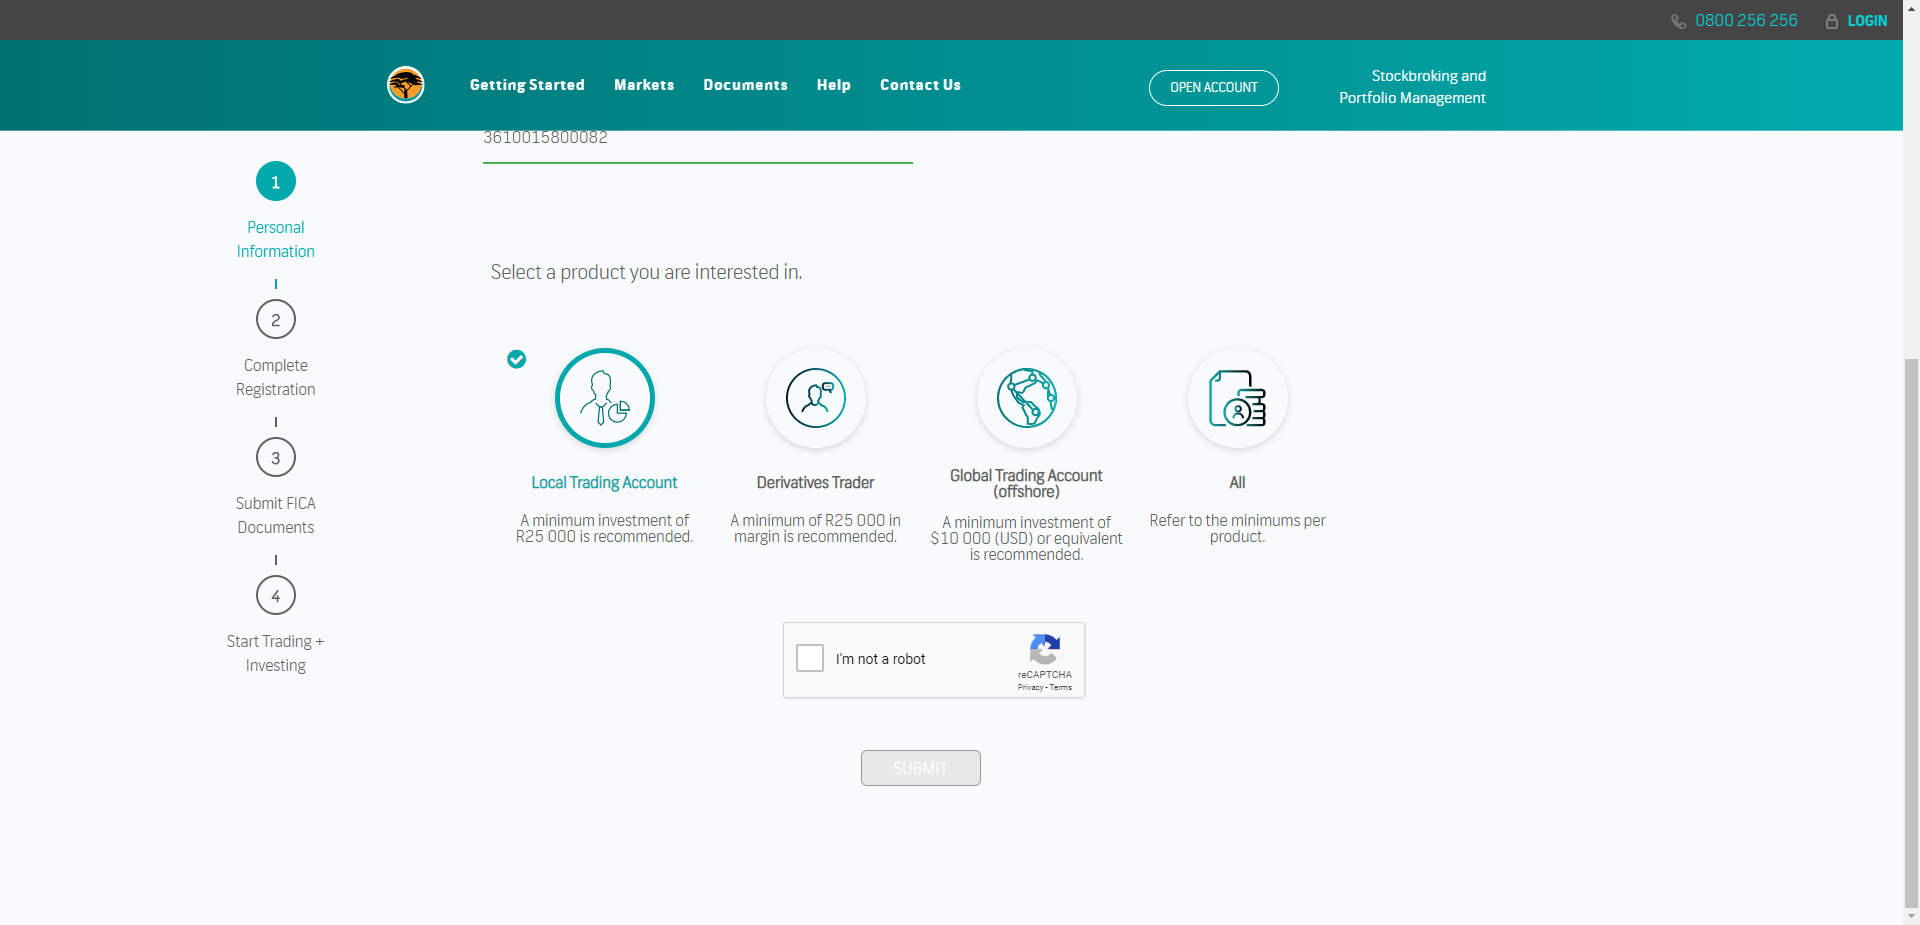 0800 256 256
LOGIN
Getting Started
Markets
Documents
Help
Contact Us
OPEN ACCOUNT
Stockbroking and
Portfolio Management
3610015800082
1
Personal
Information
2
Complete
Registration
3
Submit FICA
Documents
4
Start Trading +
Investing
Select a product you are interested in.
Local Trading Account
A minimum investment of
R25 000 is recommended.
Derivatives Trader
A minimum of R25 000 in
margin is recommended.
Global Trading Account
(offshore)
A minimum investment of
$10 000 (USD) or equivalent
is recommended.
All
Refer to the minimums per
product.
I'm not a robot
reCAPTCHA
Privacy - Terms
SUBMIT